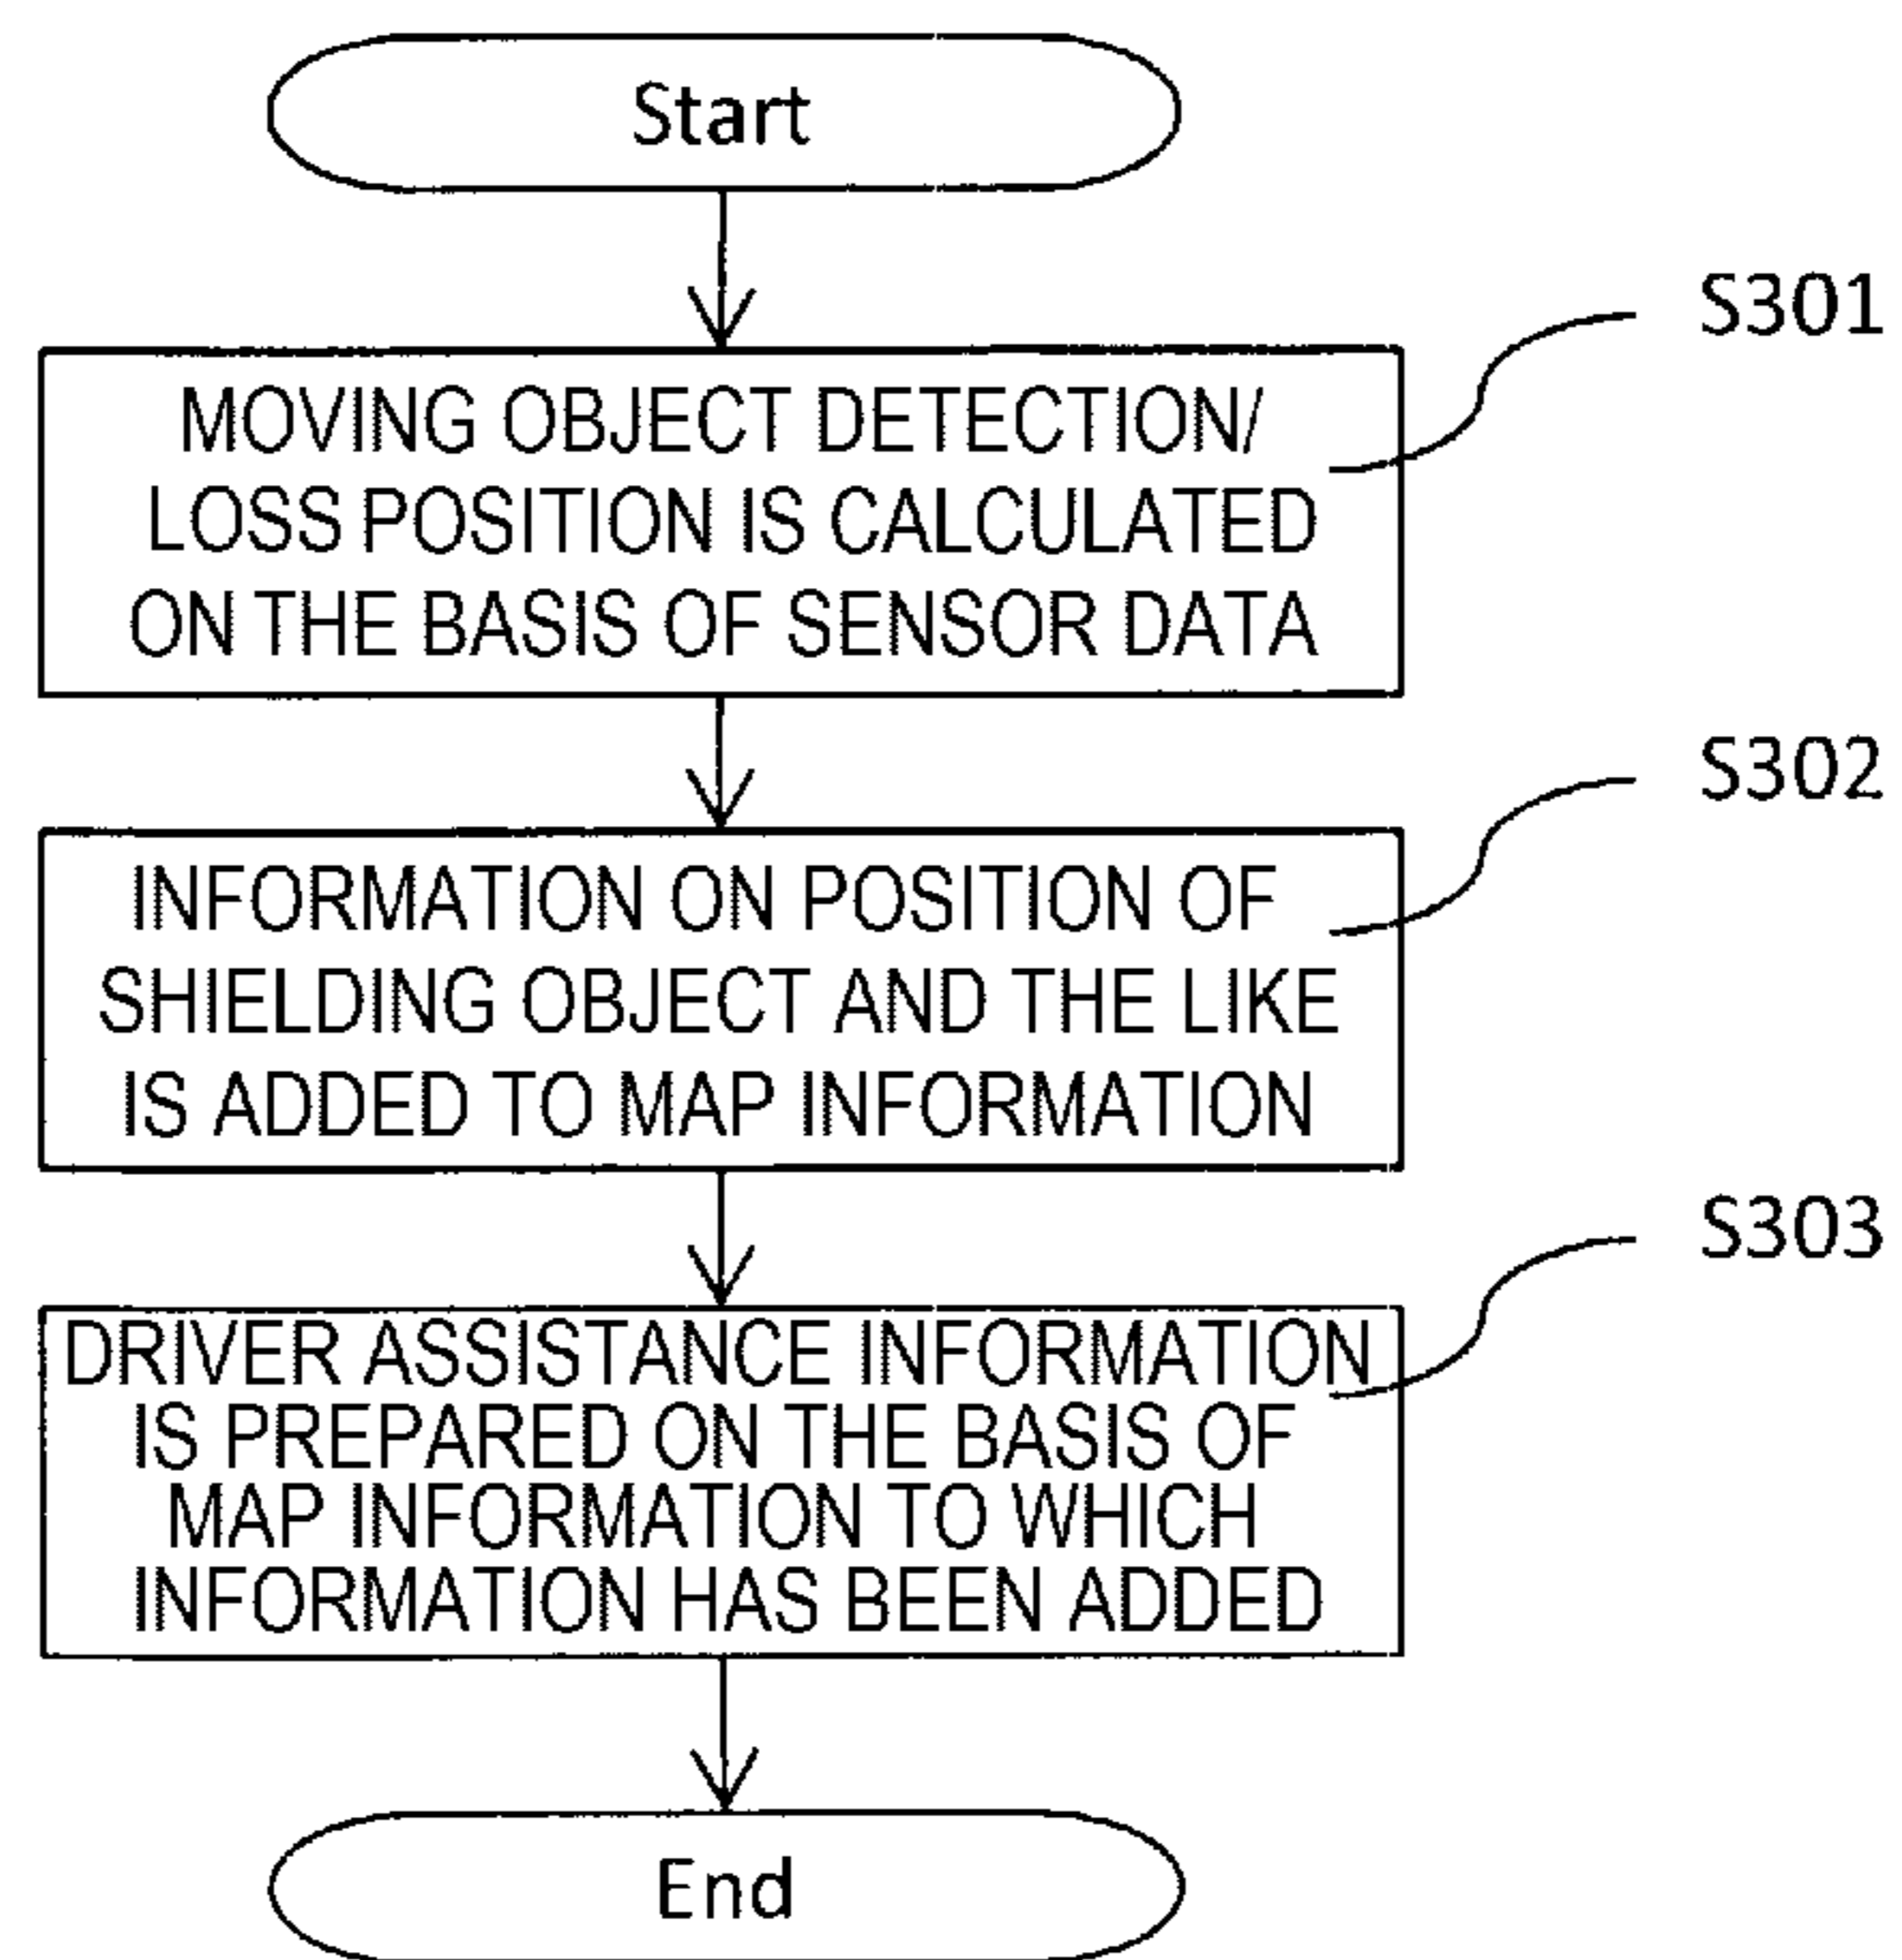 Start
S301
MOVING OBJECT DETECTION/
LOSS POSITION IS CALCULATED
ON THE BASIS OF SENSOR DATA
S302
INFORMATION ON POSITION OF
SHIELDING OBJECT AND THE LIKE
IS ADDED TO MAP INFORMATION
S303
DRIVER ASSISTANCE INFORMATION
IS PREPARED ON THE BASIS OF
MAP INFORMATION TO WHICH
INFORMATION HAS BEEN ADDED
End